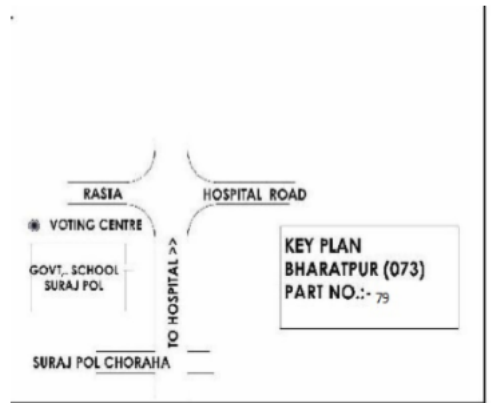 RASTA
HOSPITAL ROAD
VOTING CENTRE
GOVT,. SCHOOL
SURAJ POL
TO HOSPITAL >>
KEY PLAN
BHARATPUR (073)
PART NO.:- 79
SURAJ POL CHORAHA